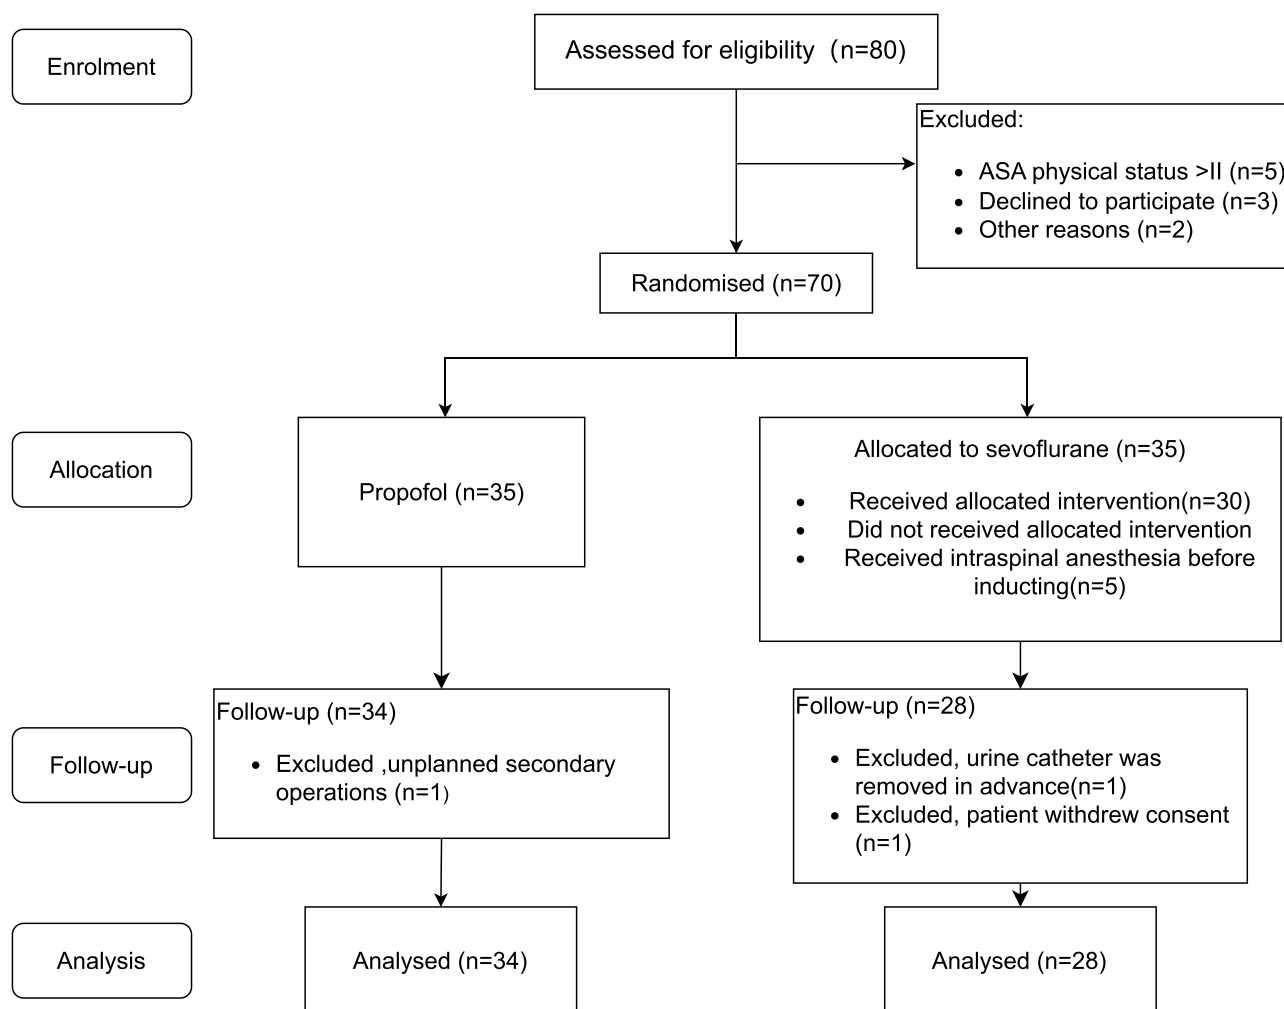 Enrolment
Assessed for eligibility （n=80）
Excluded:
• ASA physical status >II (n=5)
• Declined to participate (n=3)
• Other reasons (n=2)
Randomised (n=70)
Allocation
Propofol (n=35)
Allocated to sevoflurane (n=35)
• Received allocated intervention(n=30)
• Did not received allocated intervention
• Received intraspinal anesthesia before
inducting(n=5)
Follow-up
Follow-up (n=34)
• Excluded ,unplanned secondary
operations (n=1)
Follow-up (n=28)
• Excluded, urine catheter was
removed in advance(n=1)
• Excluded, patient withdrew consent
(n=1)
Analysis
Analysed (n=34)
Analysed (n=28)